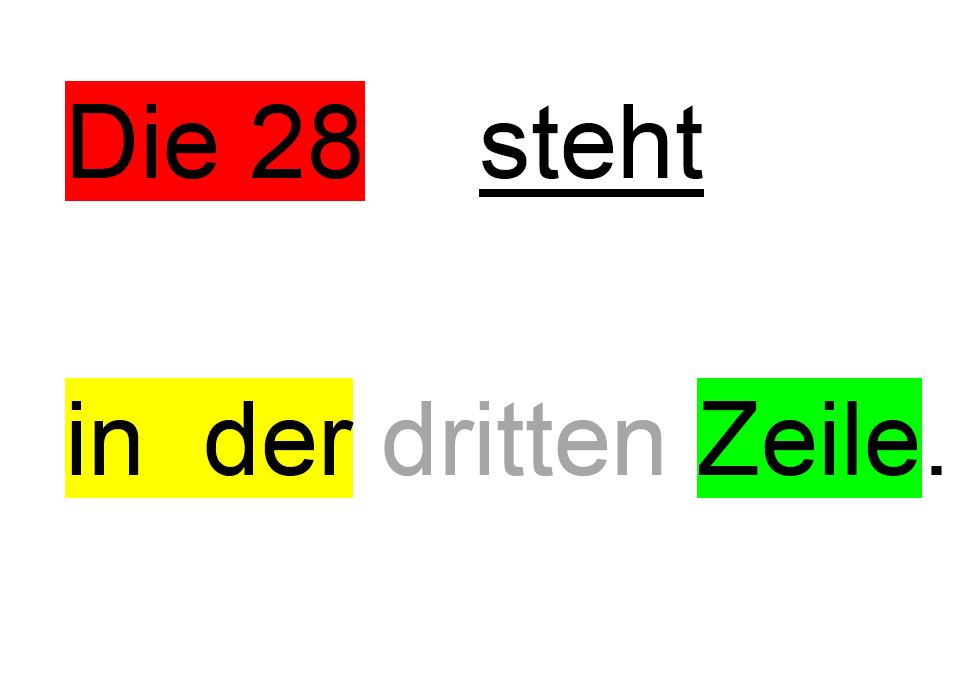 Die 28 steht
in der dritten Zeile.